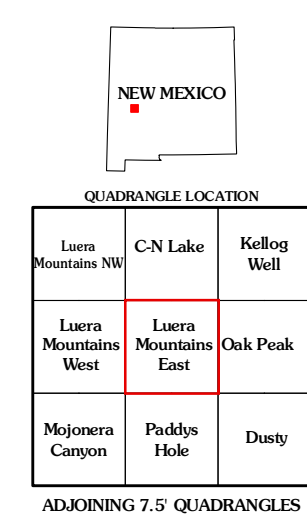 NEW MEXICO
QUADRANGLE LOCATION
Luera
Mountains NW
C-N Lake
Kellog
Well
Luera
Mountains
West
Luera
Mountains
East
Oak Peak
Mojonera
Canyon
Paddys
Hole
Dusty
ADJOINING 7.5' QUADRANGLES